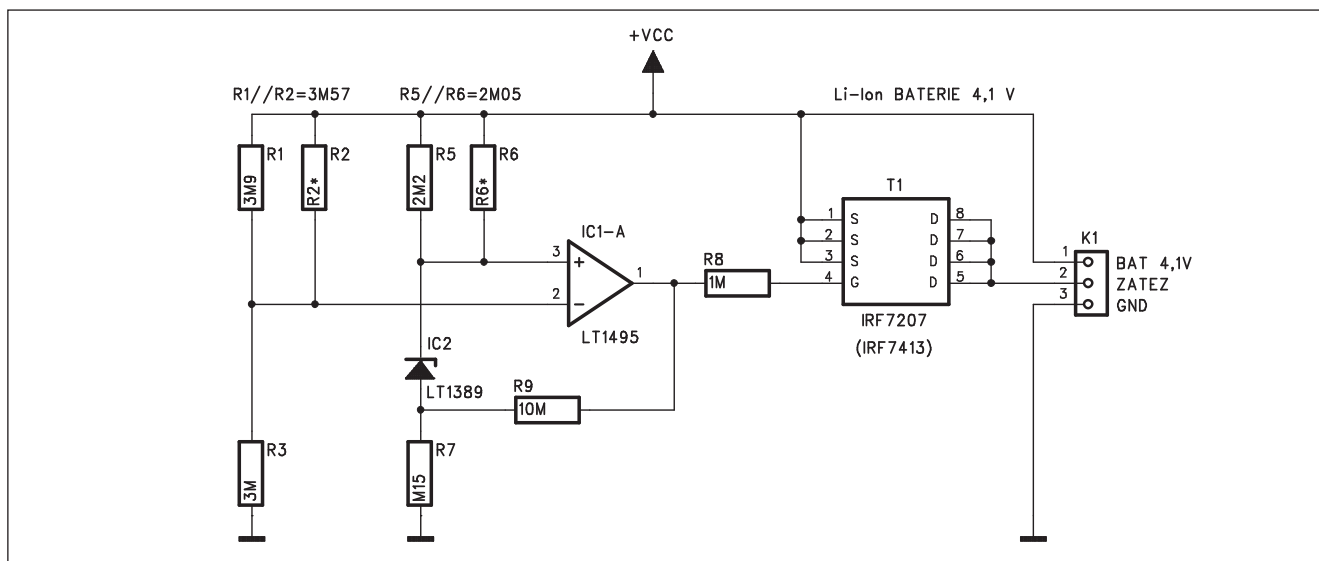 +VCC
R1//R2=3M57
R5//R6=2M05
Li-Ion BATERIE 4,1 V
R1
3M9
R2
R2*
R5
2M2
R6
R6*
T1
1 S D 8
2 S D 7
3 S D 6
4 G D 5
IRF7207
(IRF7413)
K1
1 BAT 4,1V
2 ZATEZ
3 GND
IC1-A
3 +
2 −
1
LT1495
R8
1M
IC2
LT1389
R9
10M
R3
3M
R7
M15